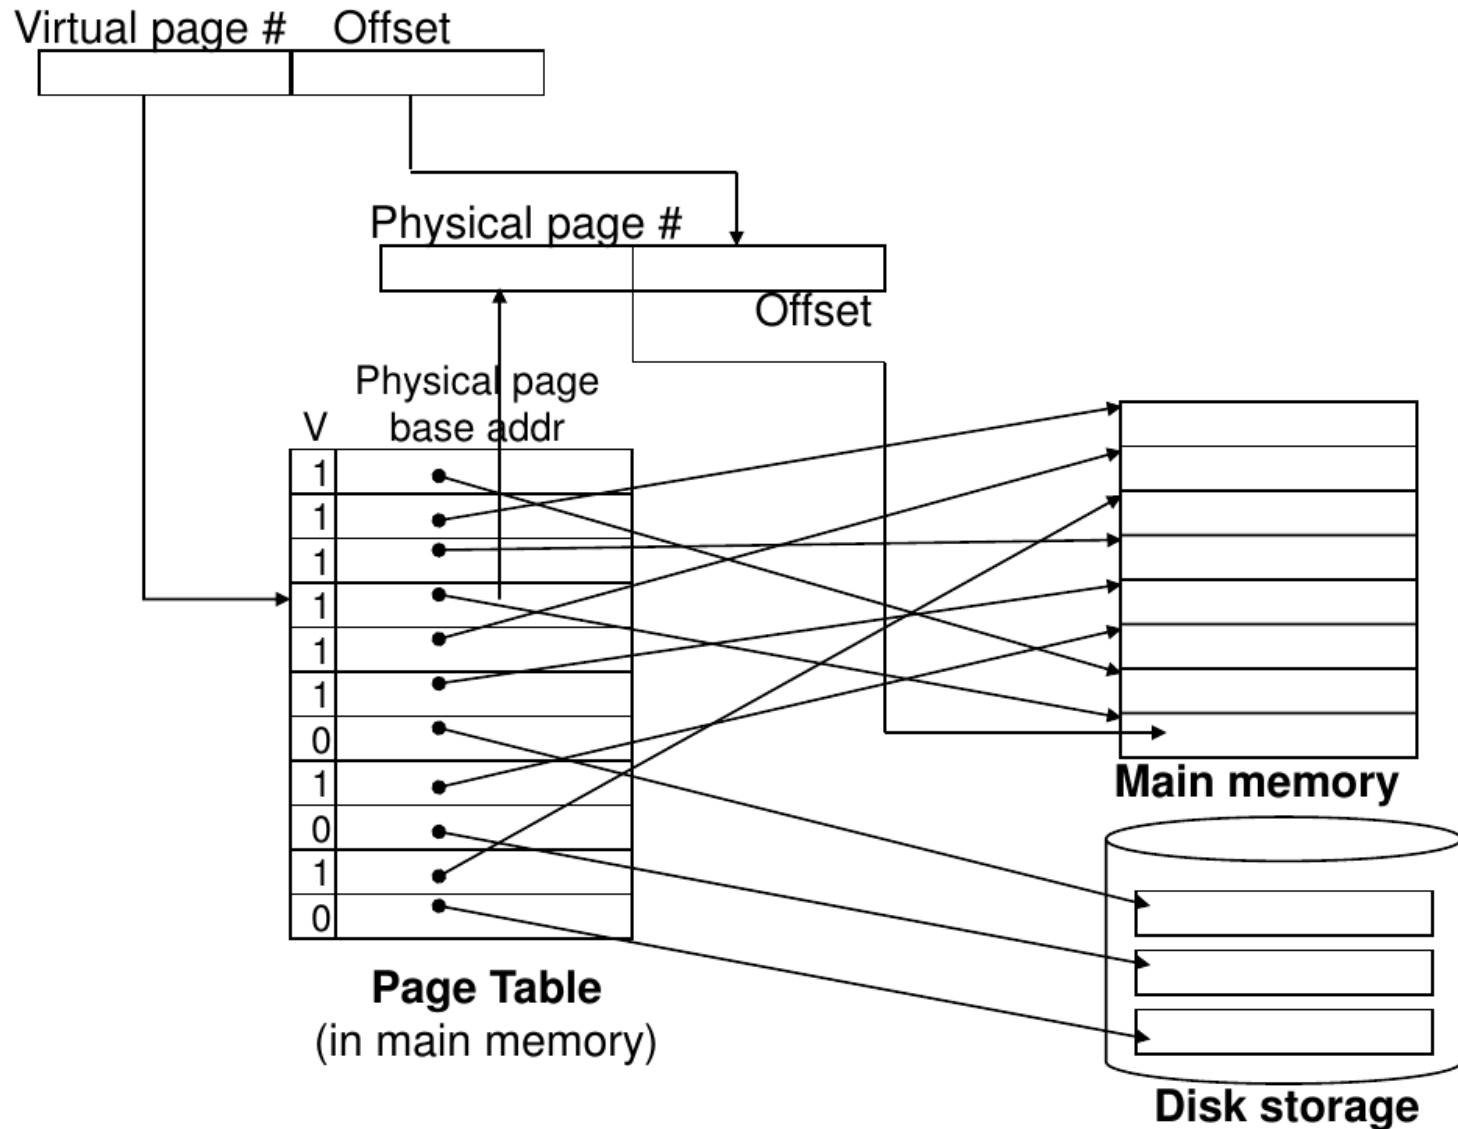 Virtual page # Offset
Physical page #
Offset
Physical page
base addr
V
1
1
1
1
1
1
0
1
0
1
0
Page Table
(in main memory)
Main memory
Disk storage